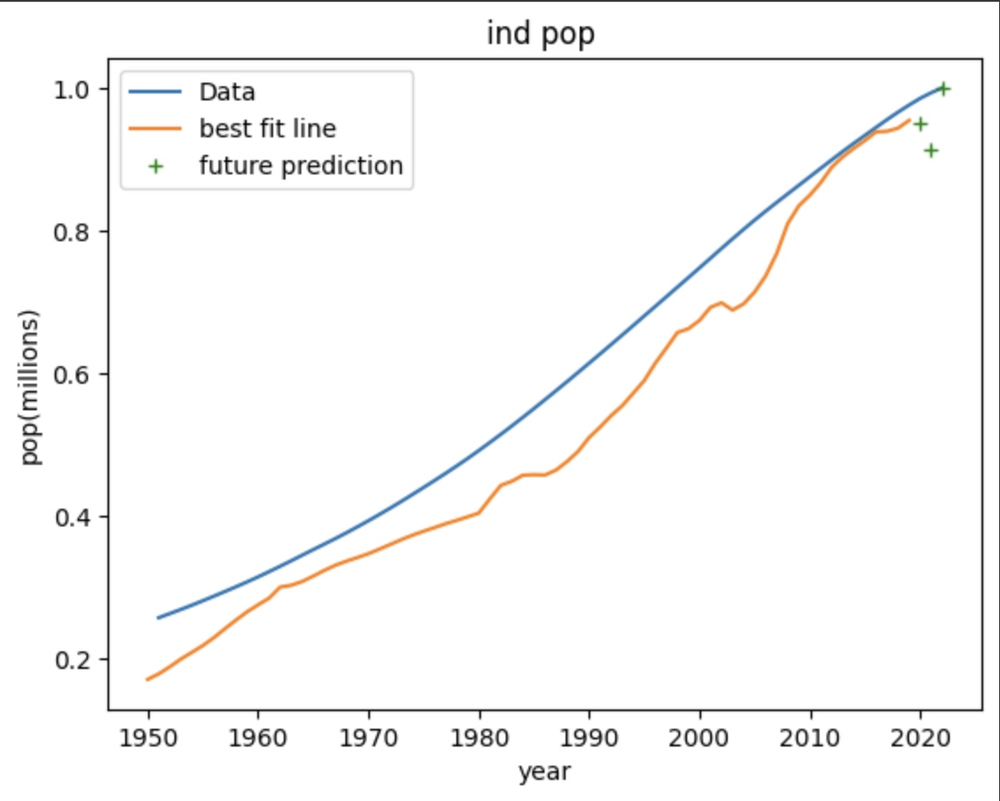 ind pop
Data
best fit line
future prediction
1.0
0.8
0.6
0.4
0.2
pop(millions)
1950 1960 1970 1980 1990 2000 2010 2020
year